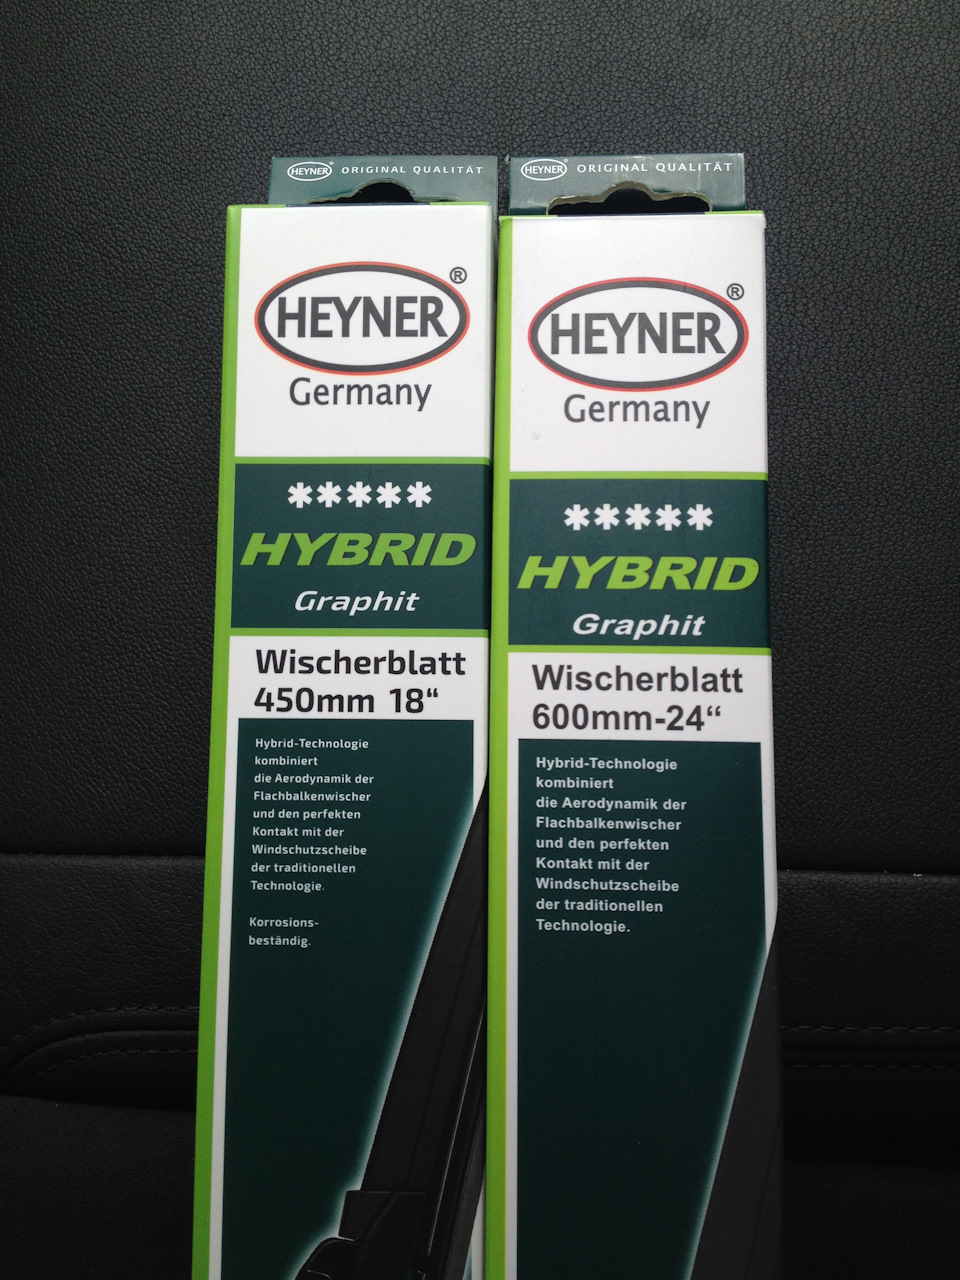 HEYNER® ORIGINAL QUALITÄT
HEYNER®
Germany
*****
HYBRID
Graphit
Wischerblatt
450mm 18“
Hybrid-Technologie
kombiniert
die Aerodynamik der
Flachbalkenwischer
und den perfekten
Kontakt mit der
Windschutzscheibe
der traditionellen
Technologie.
Korrosions-
beständig.
HEYNER® ORIGINAL QUALITÄT
HEYNER®
Germany
*****
HYBRID
Graphit
Wischerblatt
600mm-24“
Hybrid-Technologie
kombiniert
die Aerodynamik der
Flachbalkenwischer
und den perfekten
Kontakt mit der
Windschutzscheibe
der traditionellen
Technologie.